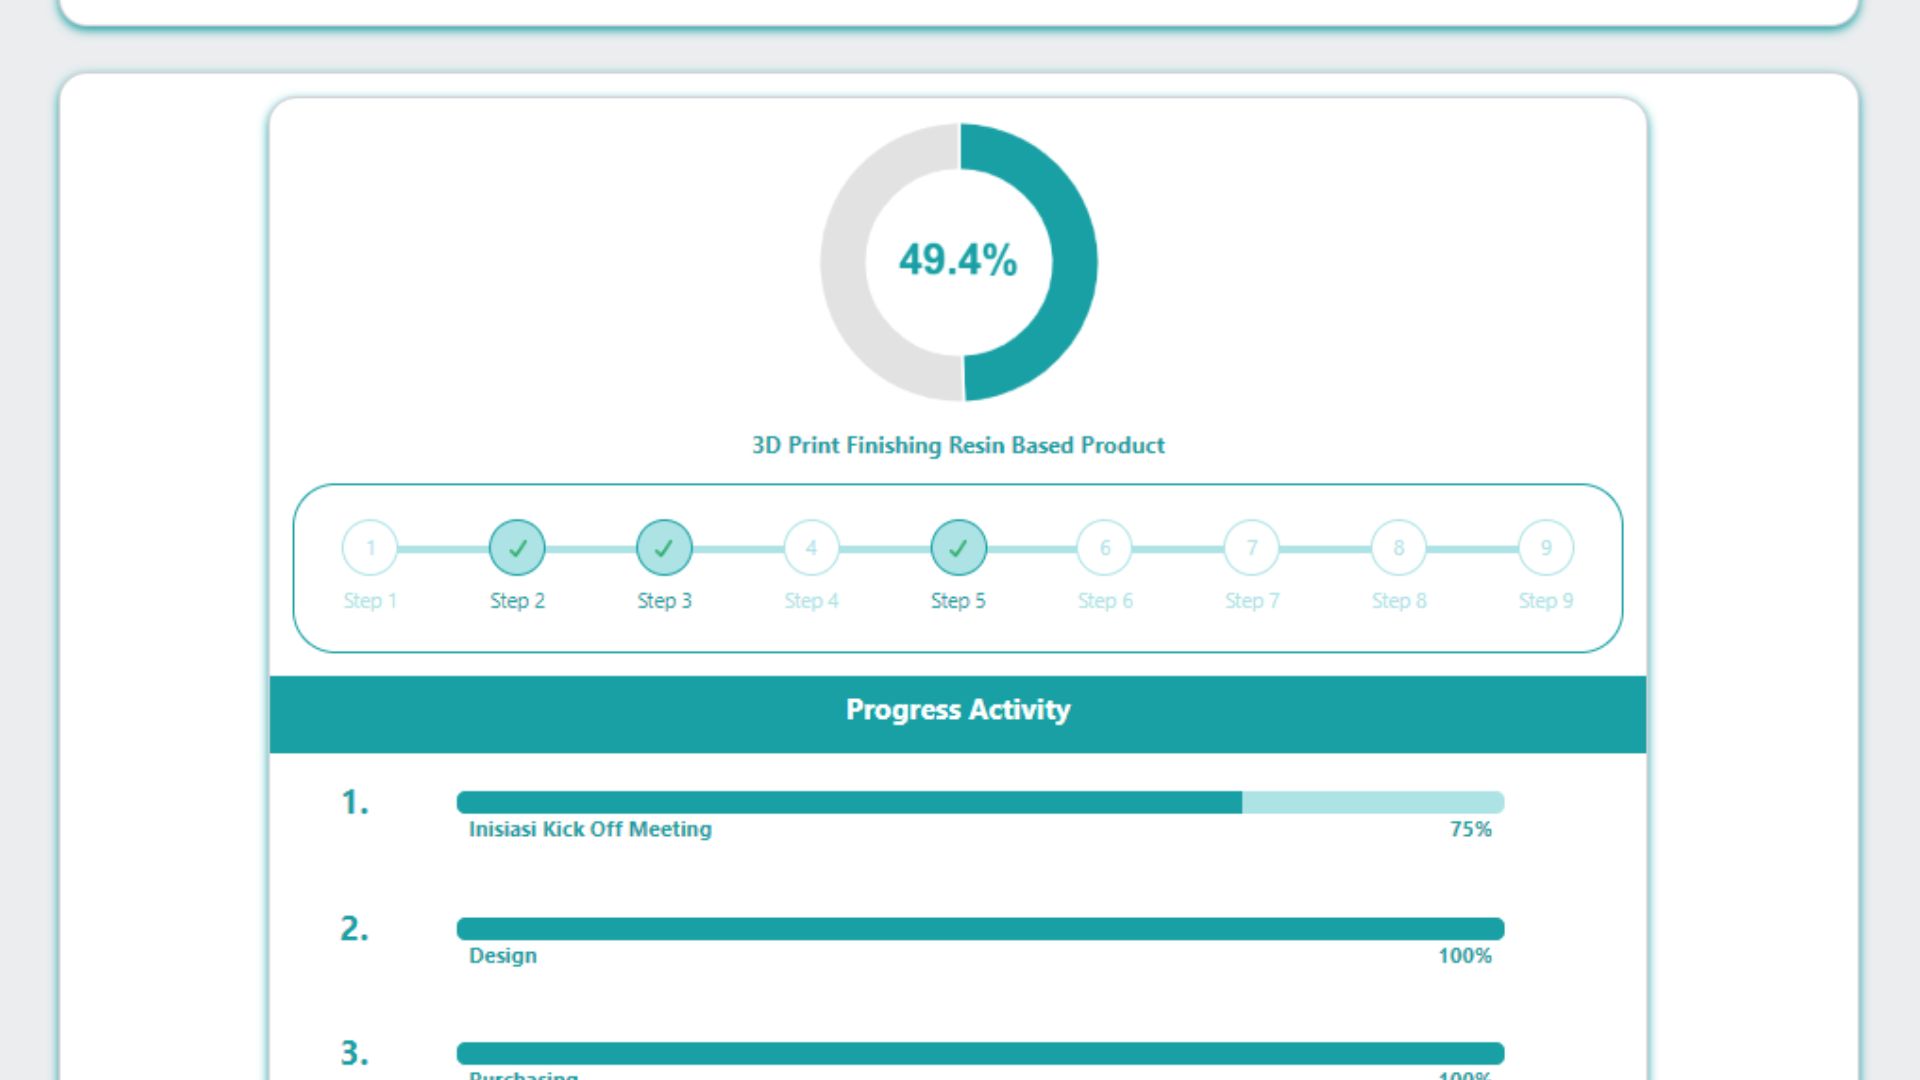 49.4%
3D Print Finishing Resin Based Product
1 4 6 7 8 9
Step 1 Step 2 Step 3 Step 4 Step 5 Step 6 Step 7 Step 8 Step 9
Progress Activity
1.
Inisiasi Kick Off Meeting 75%
2.
Design 100%
3.
Purchasing 100%